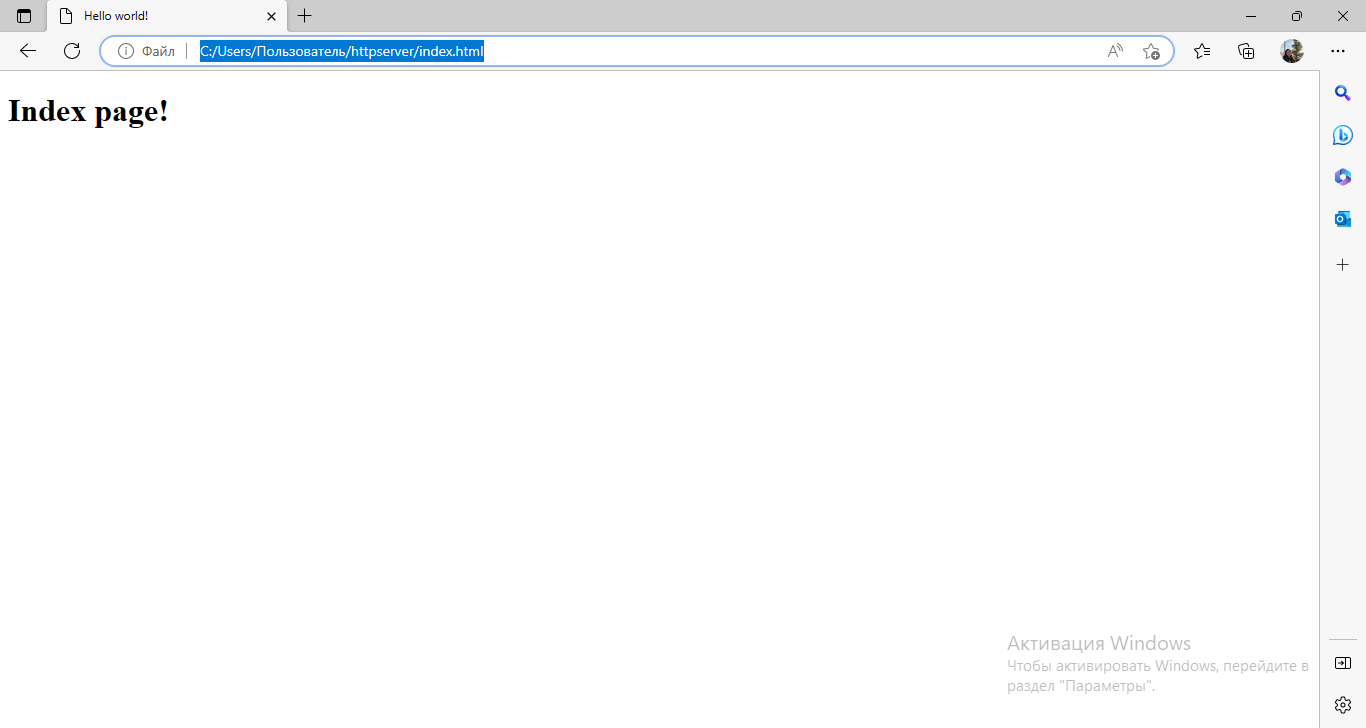 Hello world!
Файл
C:/Users/Пользователь/httpserver/index.html
Index page!
Активация Windows
Чтобы активировать Windows, перейдите в
раздел "Параметры".